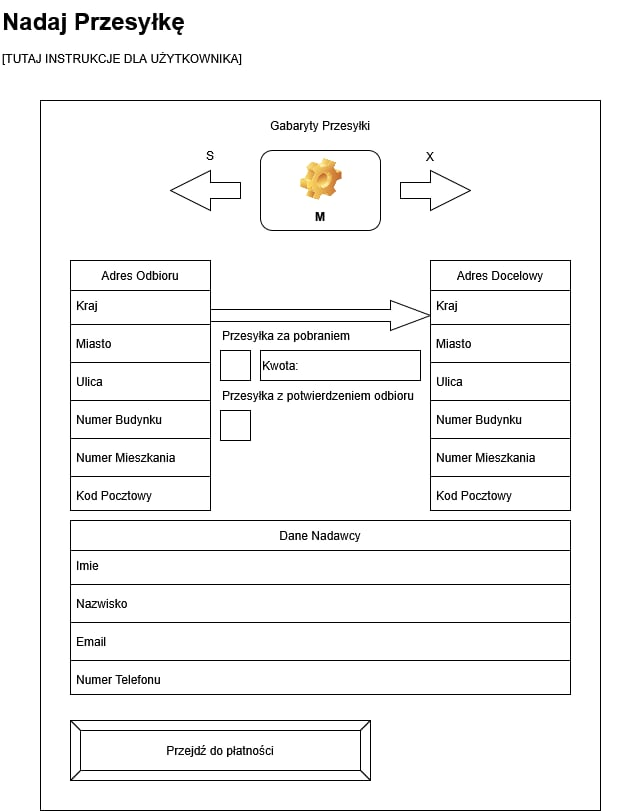 Nadaj Przesyłkę
[TUTAJ INSTRUKCJE DLA UŻYTKOWNIKA]
Gabaryty Przesyłki
S
X
M
Adres Odbioru
Kraj
Miasto
Ulica
Numer Budynku
Numer Mieszkania
Kod Pocztowy
Przesyłka za pobraniem
Kwota:
Przesyłka z potwierdzeniem odbioru
Adres Docelowy
Kraj
Miasto
Ulica
Numer Budynku
Numer Mieszkania
Kod Pocztowy
Dane Nadawcy
Imie
Nazwisko
Email
Numer Telefonu
Przejdź do płatności